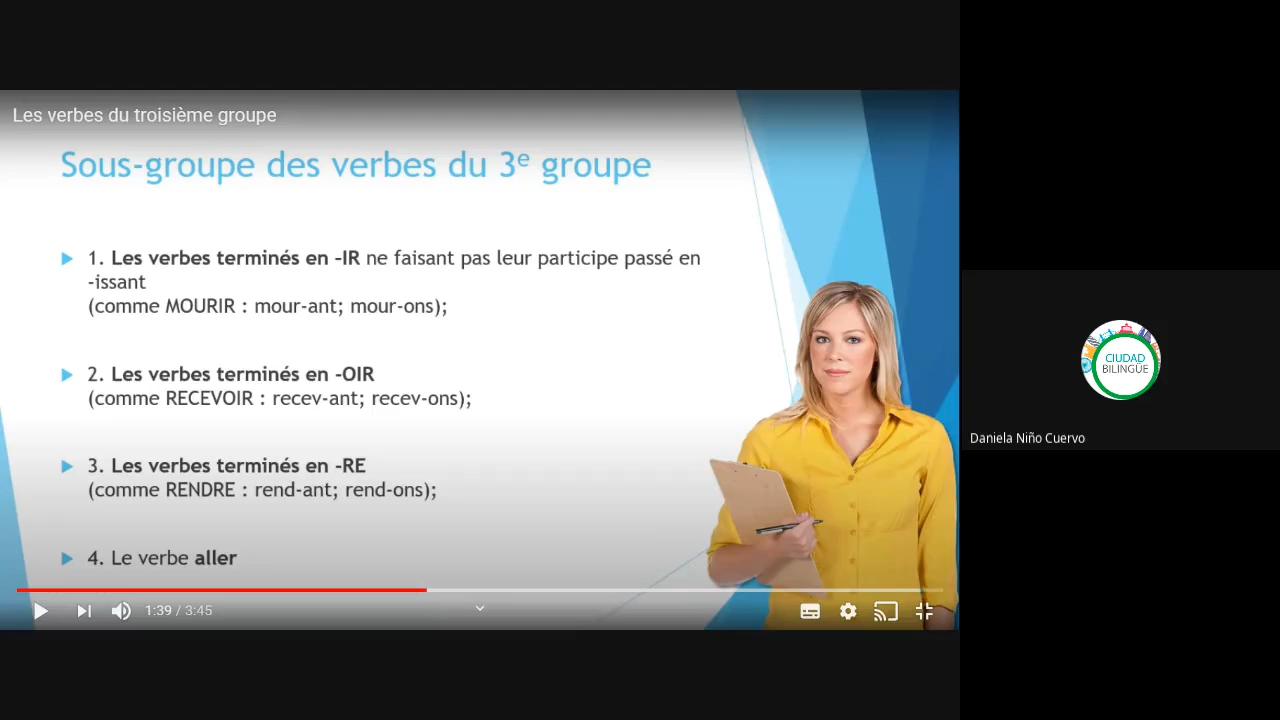 Les verbes du troisième groupe
Sous-groupe des verbes du 3e groupe
1. Les verbes terminés en –IR ne faisant pas leur participe passé en
-issant
(comme MOURIR : mour-ant; mour-ons);
2. Les verbes terminés en -OIR
(comme RECEVOIR : recev-ant; recev-ons);
3. Les verbes terminés en -RE
(comme RENDRE : rend-ant; rend-ons);
4. Le verbe aller
1:39 / 3:45
CIUDAD
BILINGÜE
Daniela Niño Cuervo